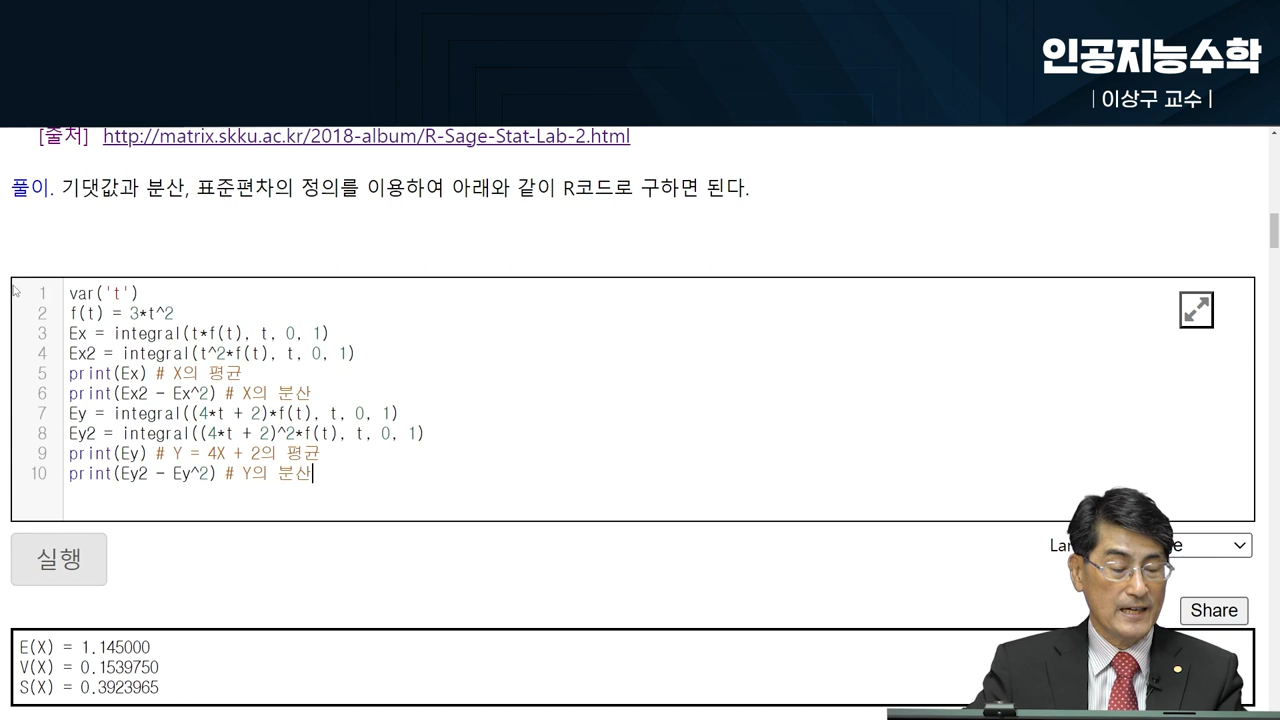 인공지능수학
| 이상구 교수 |
[출처] http://matrix.skku.ac.kr/2018-album/R-Sage-Stat-Lab-2.html
풀이. 기댓값과 분산, 표준편차의 정의를 이용하여 아래와 같이 R코드로 구하면 된다.
1 var('t')
2 f(t) = 3*t^2
3 Ex = integral(t*f(t), t, 0, 1)
4 Ex2 = integral(t^2*f(t), t, 0, 1)
5 print(Ex) # X의 평균
6 print(Ex2 - Ex^2) # X의 분산
7 Ey = integral((4*t + 2)*f(t), t, 0, 1)
8 Ey2 = integral((4*t + 2)^2*f(t), t, 0, 1)
9 print(Ey) # Y = 4X + 2의 평균
10 print(Ey2 - Ey^2) # Y의 분산
실행
Share
E(X) = 1.145000
V(X) = 0.1539750
S(X) = 0.3923965